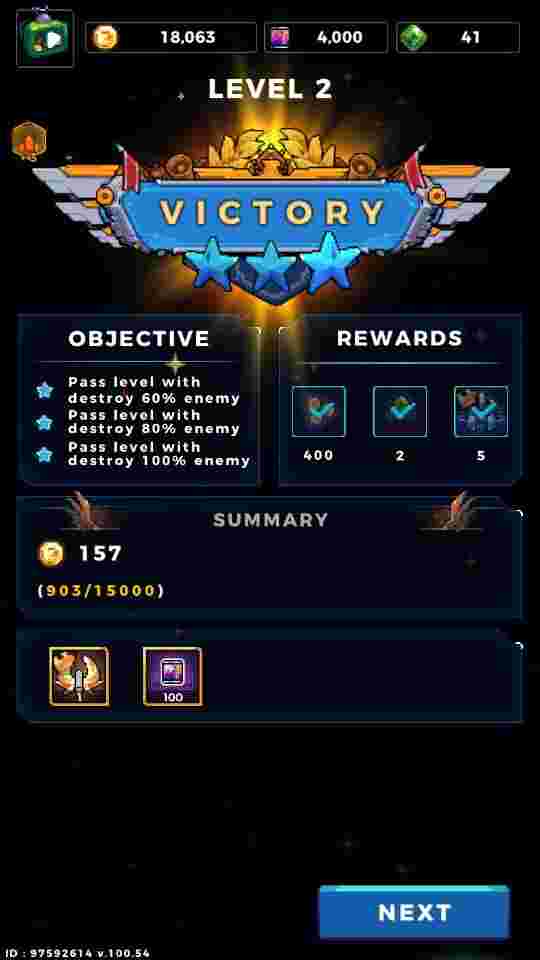 18,063
4,000
41
LEVEL 2
VICTORY
OBJECTIVE
Pass level with
destroy 60% enemy
Pass level with
destroy 80% enemy
Pass level with
destroy 100% enemy
REWARDS
400
2
5
SUMMARY
157
(903/15000)
1
100
NEXT
ID : 97592614 v.100.54